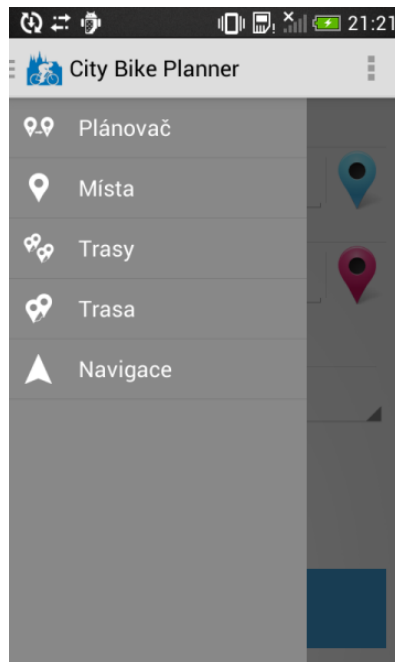 21:21
City Bike Planner
Plánovač
Místa
Trasy
Trasa
Navigace